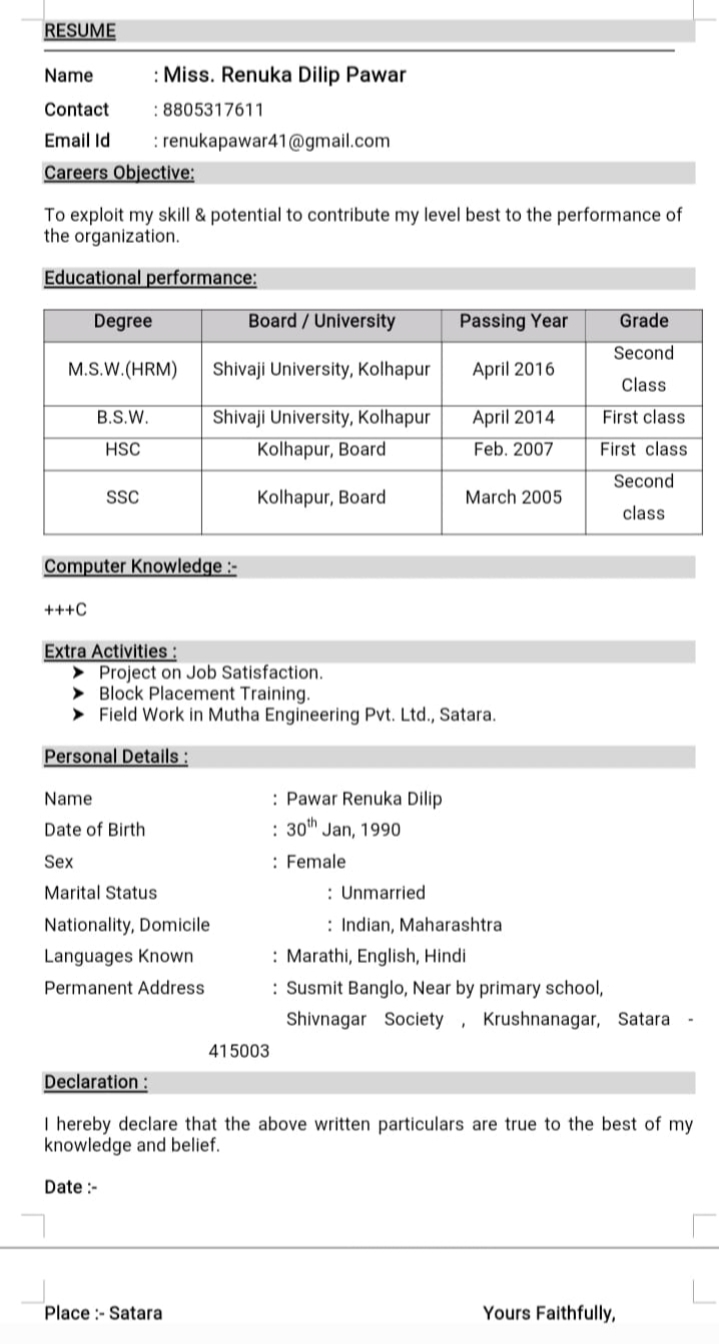 RESUME
Name : Miss. Renuka Dilip Pawar
Contact : 8805317611
Email Id : renukapawar41@gmail.com
Careers Objective:
To exploit my skill & potential to contribute my level best to the performance of
the organization.
Educational performance:
Degree Board / University Passing Year Grade
M.S.W.(HRM) Shivaji University, Kolhapur April 2016 Second
Class
B.S.W. Shivaji University, Kolhapur April 2014 First class
HSC Kolhapur, Board Feb. 2007 First class
SSC Kolhapur, Board March 2005 Second
class
Computer Knowledge :-
+++C
Extra Activities :
➤ Project on Job Satisfaction.
➤ Block Placement Training.
➤ Field Work in Mutha Engineering Pvt. Ltd., Satara.
Personal Details :
Name : Pawar Renuka Dilip
Date of Birth : 30th Jan, 1990
Sex : Female
Marital Status : Unmarried
Nationality, Domicile : Indian, Maharashtra
Languages Known : Marathi, English, Hindi
Permanent Address : Susmit Banglo, Near by primary school,
Shivnagar Society , Krushnanagar, Satara -
415003
Declaration :
I hereby declare that the above written particulars are true to the best of my
knowledge and belief.
Date :-
Place :- Satara Yours Faithfully,